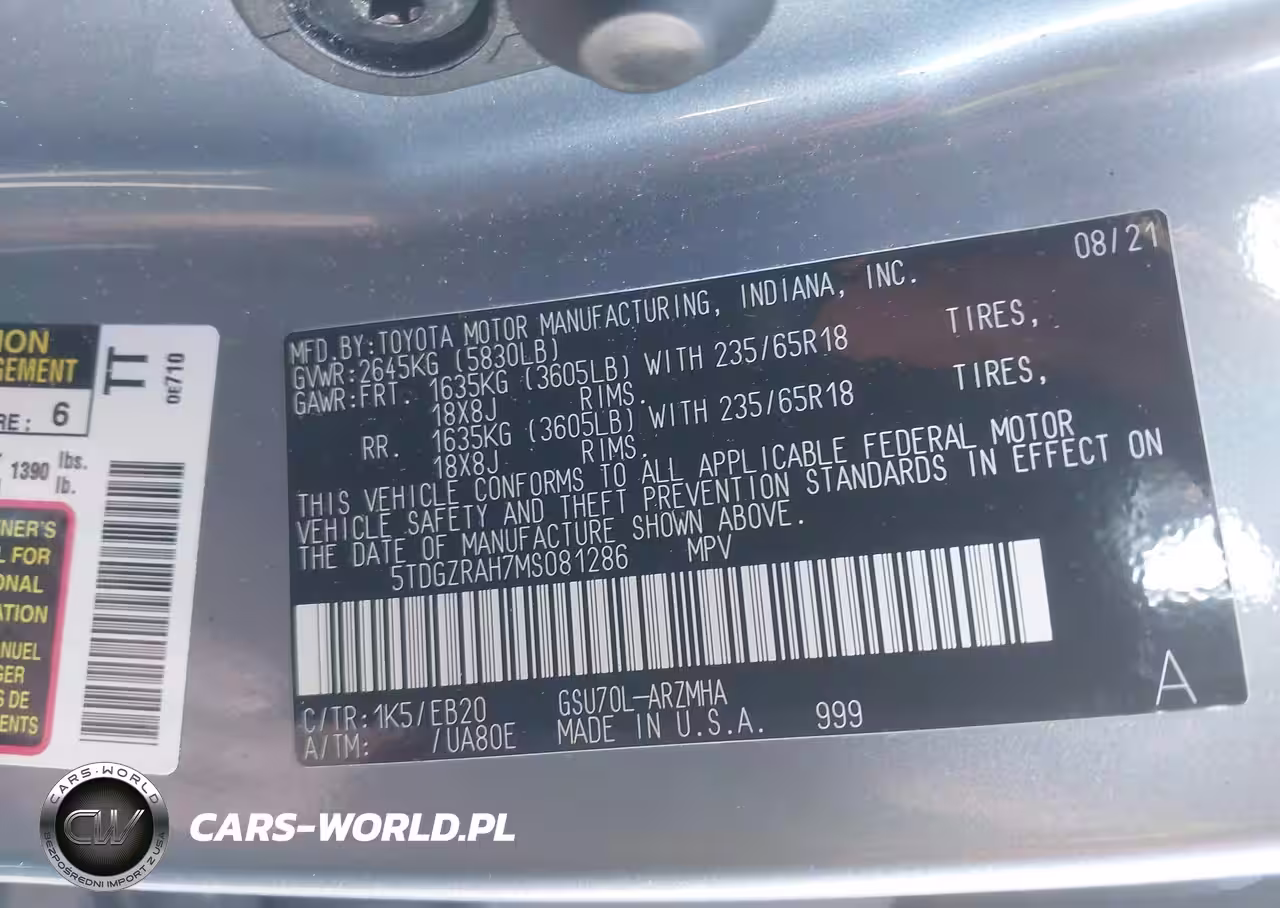 ION
GEMENT
TT
0E710
RE: 6
1390 lbs.
lb.
NER'S
L FOR
ONAL
ATION
NUEL
GER
S DE
ENTS
08/21
MFD.BY:TOYOTA MOTOR MANUFACTURING, INDIANA, INC.
GVWR:2645KG (5830LB)
GAWR:FRT. 1635KG (3605LB) WITH 235/65R18 TIRES,
18X8J RIMS.
RR. 1635KG (3605LB) WITH 235/65R18 TIRES,
18X8J RIMS.
THIS VEHICLE CONFORMS TO ALL APPLICABLE FEDERAL MOTOR
VEHICLE SAFETY AND THEFT PREVENTION STANDARDS IN EFFECT ON
THE DATE OF MANUFACTURE SHOWN ABOVE.
5TDGZRAH7MS081286 MPV
C/TR:1K5/EB20 GSU70L-ARZMHA
A/TM: /UA80E MADE IN U.S.A. 999
A
CARS-WORLD
CW
BEZPOŚREDNI IMPORT Z USA
CARS-WORLD.PL